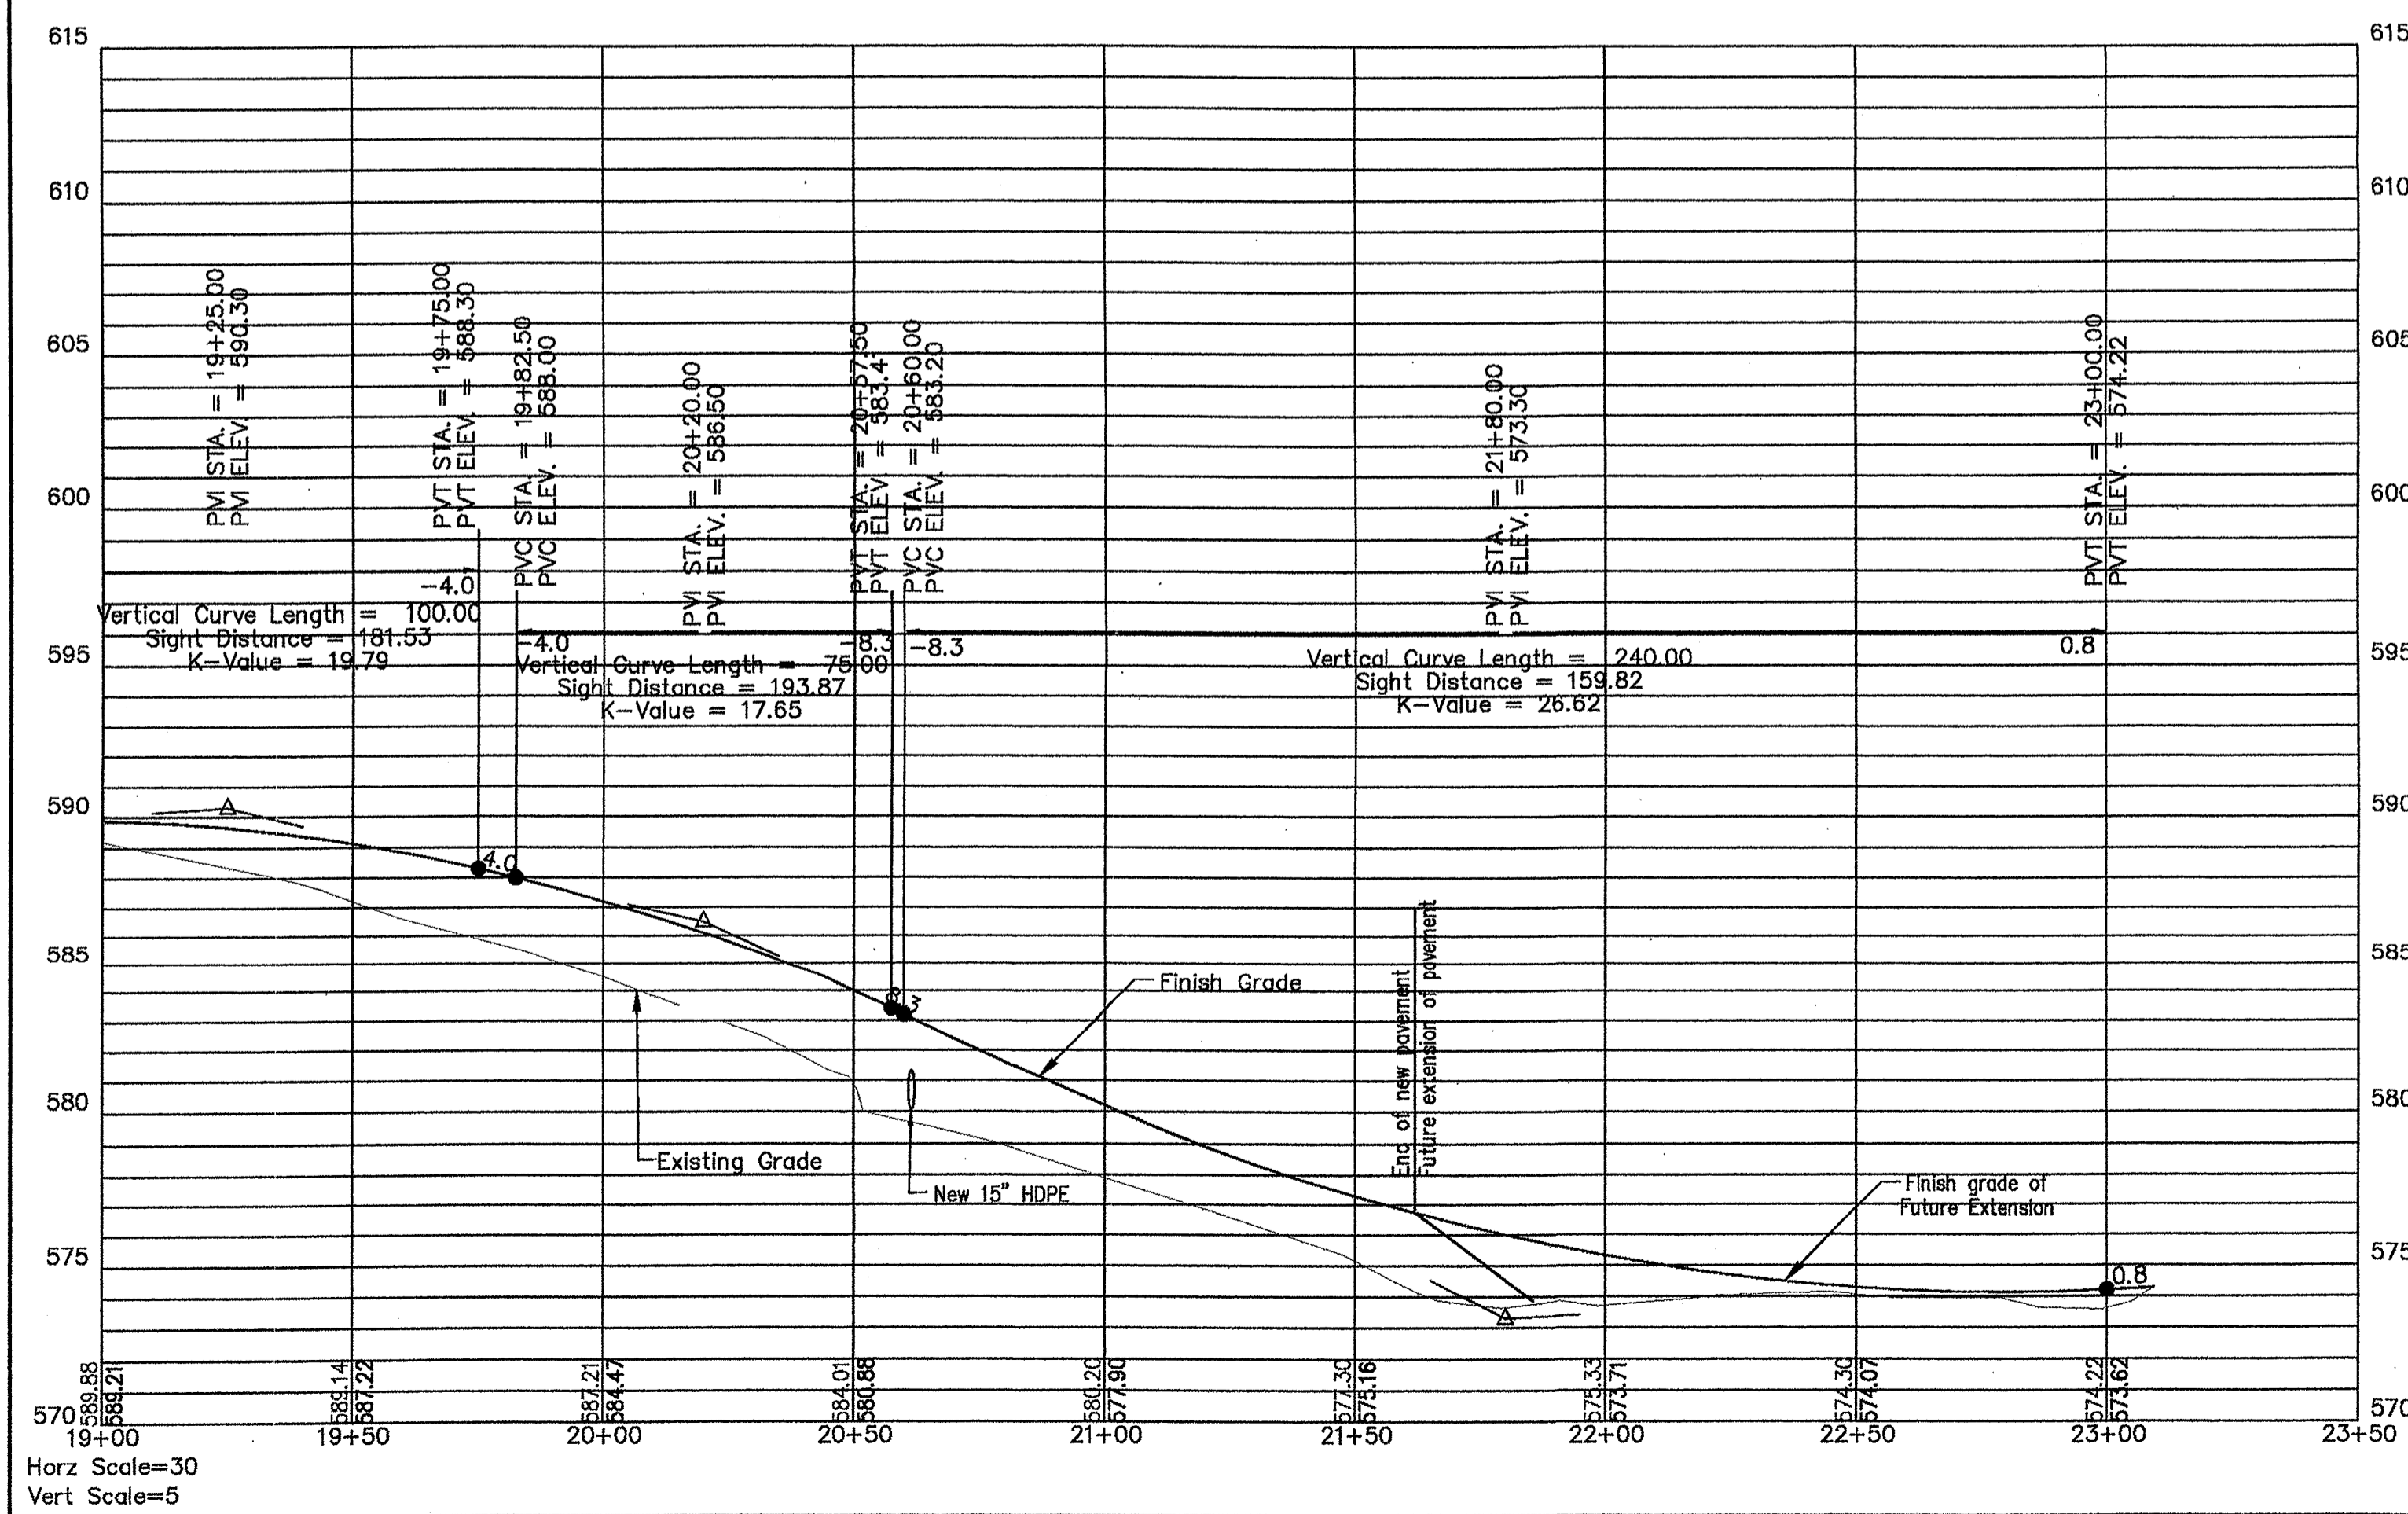 615
615
610
610
605
605
600
600
595
595
590
590
585
585
580
580
575
575
570
570
PVI STA. = 19+25.00
PVI ELEV. = 590.30
PVT STA. = 19+75.00
PVT ELEV. = 588.30
PVC STA. = 19+82.50
PVC ELEV. = 588.00
PVI STA. = 20+20.00
PVI ELEV. = 586.50
PVT STA. = 20+57.50
PVT ELEV. = 583.4
PVC STA. = 20+60.00
PVC ELEV. = 583.20
PVI STA. = 21+80.00
PVI ELEV. = 573.30
PVT STA. = 23+00.00
PVT ELEV. = 574.22
-4.0
Vertical Curve Length = 100.00
Sight Distance = 181.53
K-Value = 19.79
-4.0
-8.3
Vertical Curve Length = 75.00
Sight Distance = 193.87
K-Value = 17.65
-8.3
0.8
Vertical Curve Length = 240.00
Sight Distance = 159.82
K-Value = 26.62
4.0
0.8
Finish Grade
Existing Grade
New 15" HDPE
End of new pavement
Future extension of pavement
Finish grade of
Future Extension
589.88
589.21
589.14
587.22
587.21
584.47
584.01
580.88
580.20
577.90
577.30
575.16
575.33
573.71
574.30
574.07
574.22
573.62
19+00
19+50
20+00
20+50
21+00
21+50
22+00
22+50
23+00
23+50
Horz Scale=30
Vert Scale=5